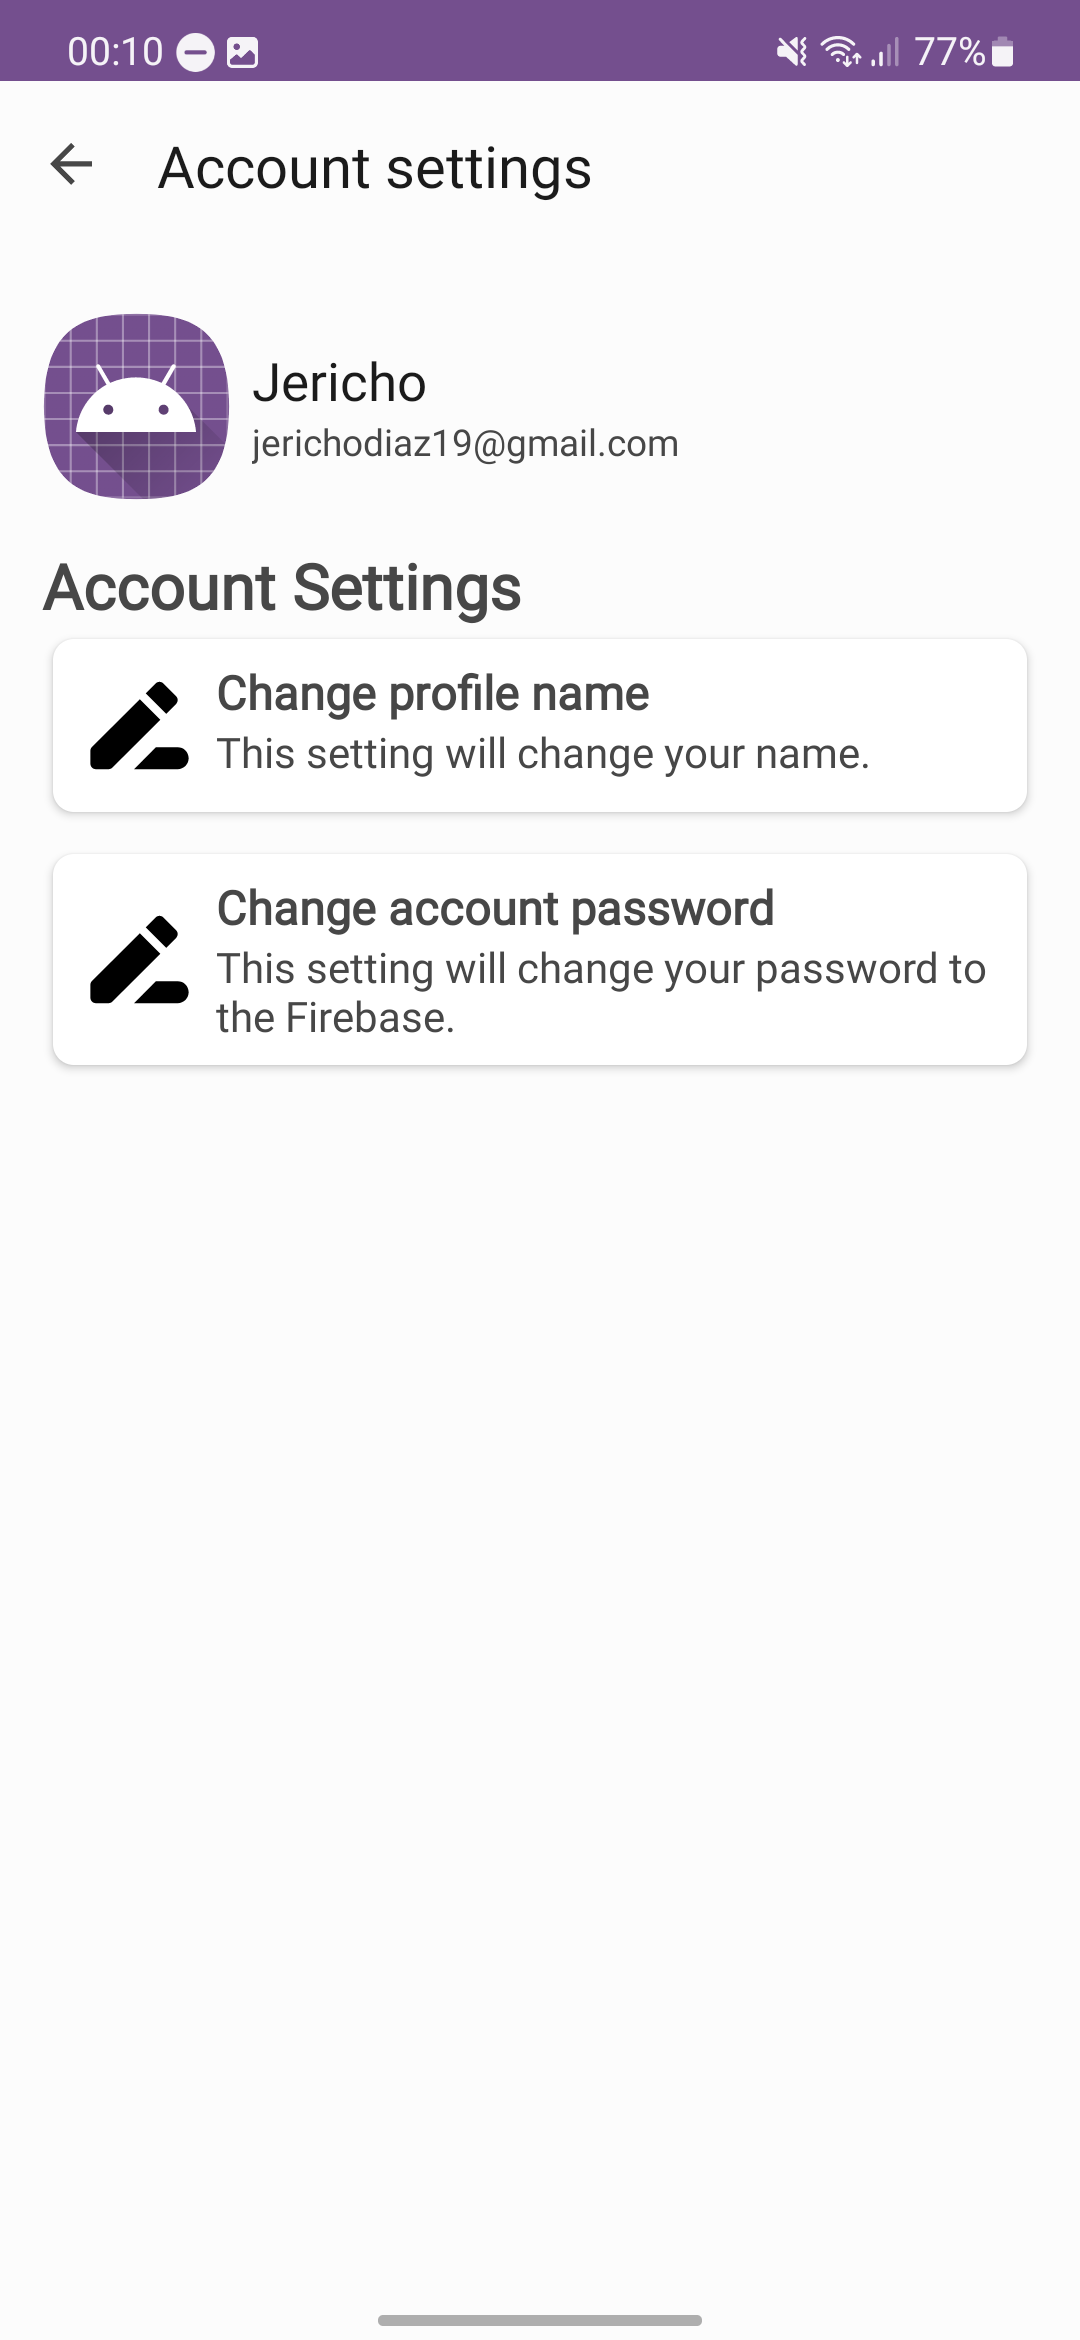 00:10
77%
Account settings
Jericho
jerichodiaz19@gmail.com
Account Settings
Change profile name
This setting will change your name.
Change account password
This setting will change your password to
the Firebase.